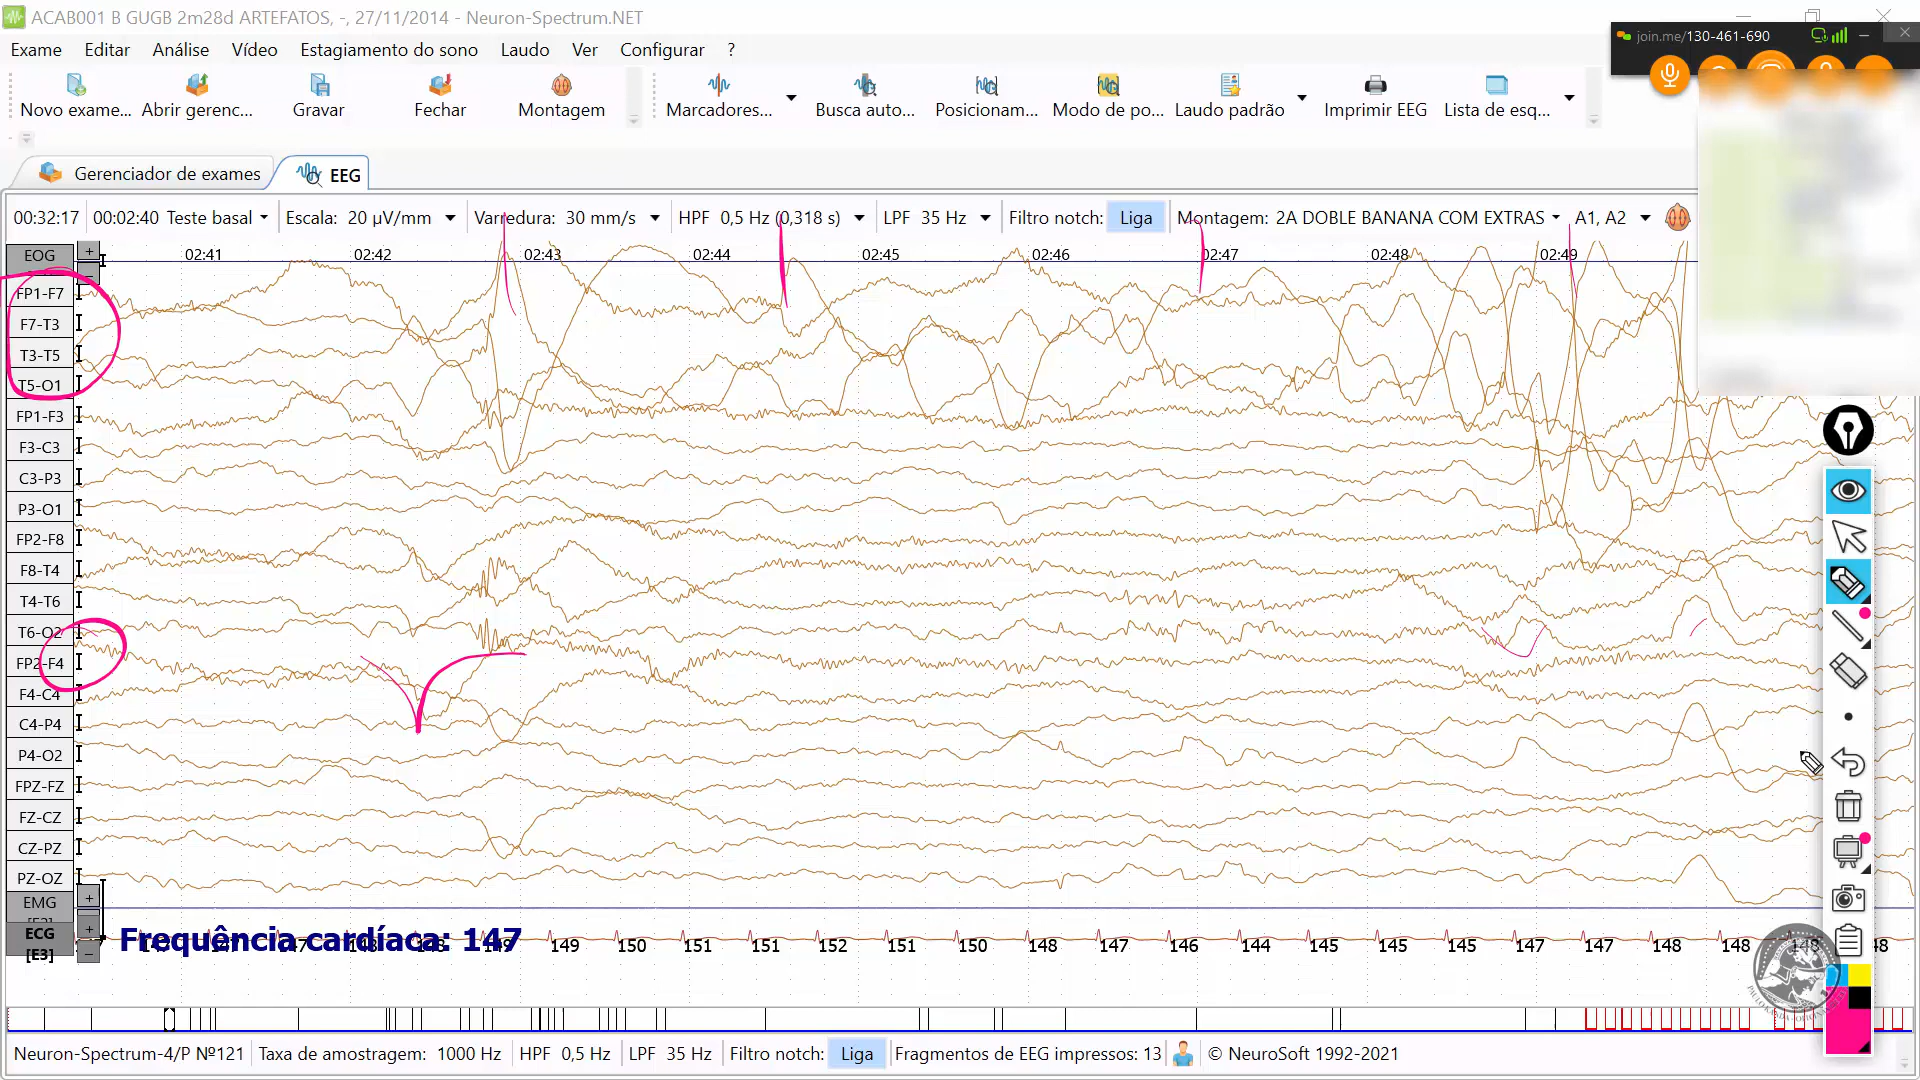 ACAB001 B GUGB 2m28d ARTEFATOS, -, 27/11/2014 - Neuron-Spectrum.NET
join.me/130-461-690
Exame Editar Análise Vídeo Estagiamento do sono Laudo Ver Configurar ?
Novo exame... Abrir gerenc... Gravar Fechar Montagem Marcadores... Busca auto... Posicionam... Modo de po... Laudo padrão Imprimir EEG Lista de esq...
Gerenciador de exames EEG
00:32:17 00:02:40 Teste basal Escala: 20 µV/mm Varredura: 30 mm/s HPF 0,5 Hz (0,318 s) LPF 35 Hz Filtro notch: Liga Montagem: 2A DOBLE BANANA COM EXTRAS A1, A2
EOG 02:41 02:42 02:43 02:44 02:45 02:46 02:47 02:48 02:49
FP1-F7
F7-T3
T3-T5
T5-O1
FP1-F3
F3-C3
C3-P3
P3-O1
FP2-F8
F8-T4
T4-T6
T6-O2
FP2-F4
F4-C4
C4-P4
P4-O2
FPZ-FZ
FZ-CZ
CZ-PZ
PZ-OZ
EMG
ECG
[E3]
Frequência cardíaca: 147
149 150 151 151 152 151 150 148 147 146 144 145 145 145 147 147 148 148 148 48
Neuron-Spectrum-4/P №121 Taxa de amostragem: 1000 Hz HPF 0,5 Hz LPF 35 Hz Filtro notch: Liga Fragmentos de EEG impressos: 13 © NeuroSoft 1992-2021